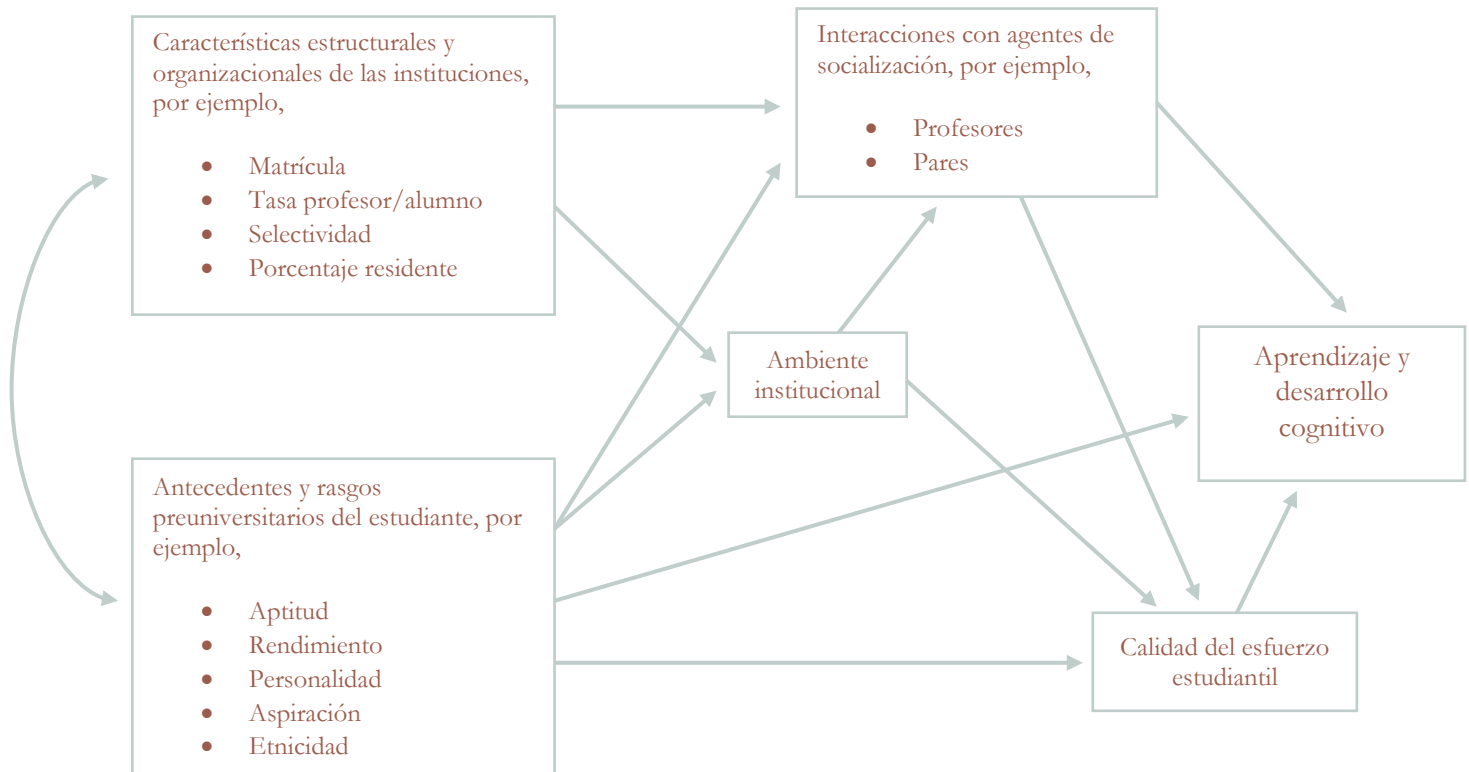 Características estructurales y
organizacionales de las instituciones,
por ejemplo,
• Matrícula
• Tasa profesor/alumno
• Selectividad
• Porcentaje residente
Interacciones con agentes de
socialización, por ejemplo,
• Profesores
• Pares
Ambiente
institucional
Aprendizaje y
desarrollo
cognitivo
Antecedentes y rasgos
preuniversitarios del estudiante, por
ejemplo,
• Aptitud
• Rendimiento
• Personalidad
• Aspiración
• Etnicidad
Calidad del esfuerzo
estudiantil